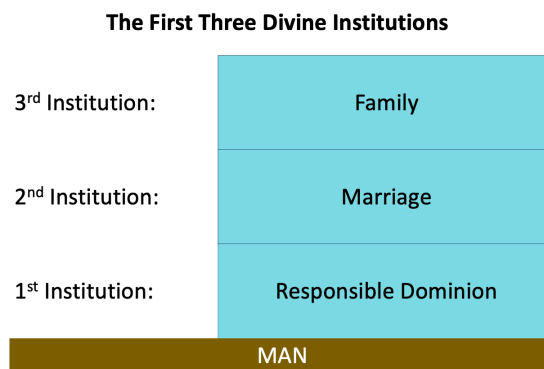 The First Three Divine Institutions
3rd Institution: Family
2nd Institution: Marriage
1st Institution: Responsible Dominion
MAN